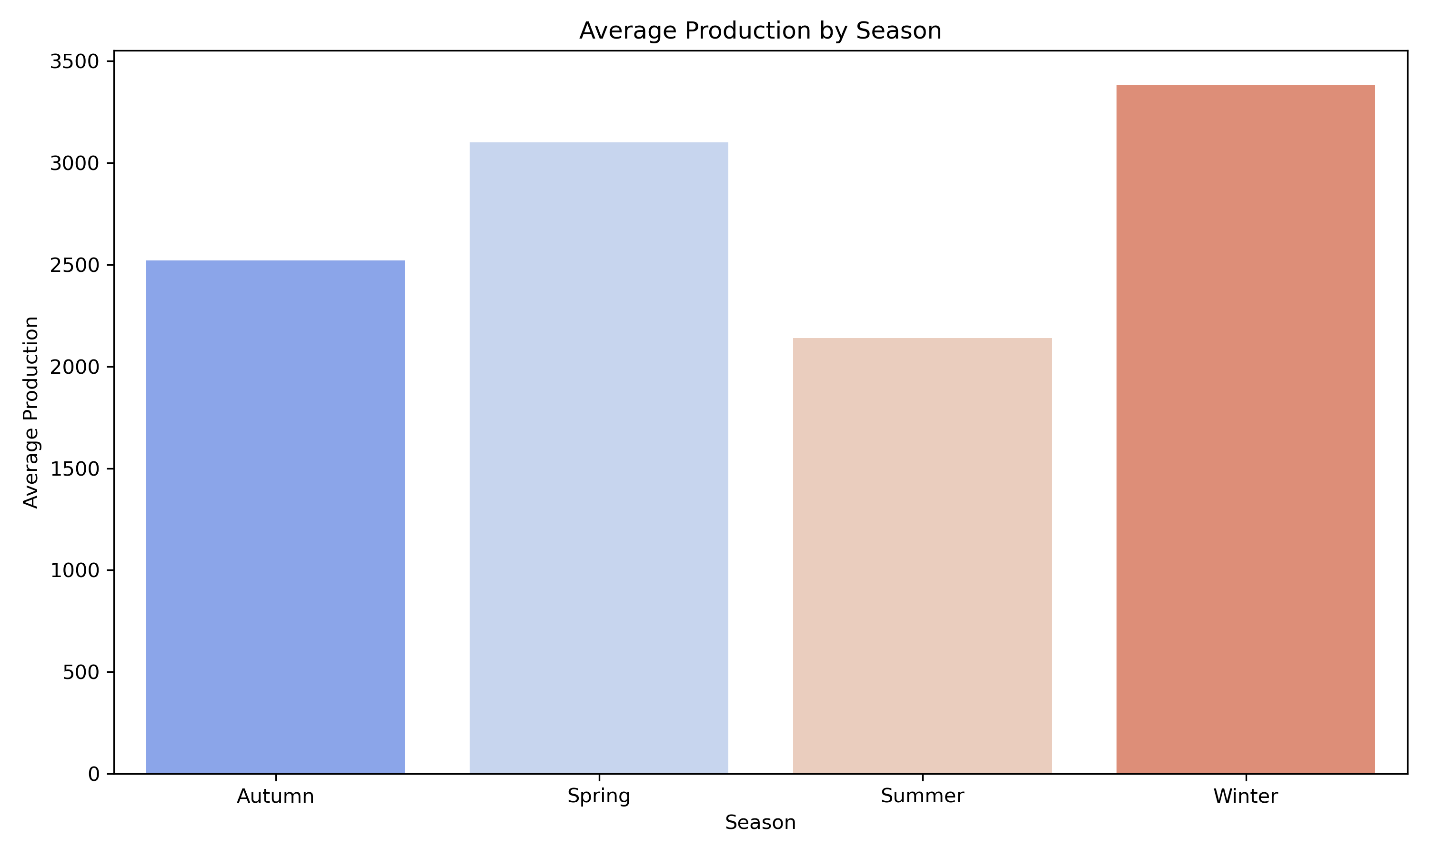 Average Production by Season
Average Production
3500
3000
2500
2000
1500
1000
500
0
Autumn Spring Summer Winter
Season